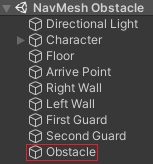 NavMesh Obstacle
Directional Light
Character
Floor
Arrive Point
Right Wall
Left Wall
First Guard
Second Guard
Obstacle